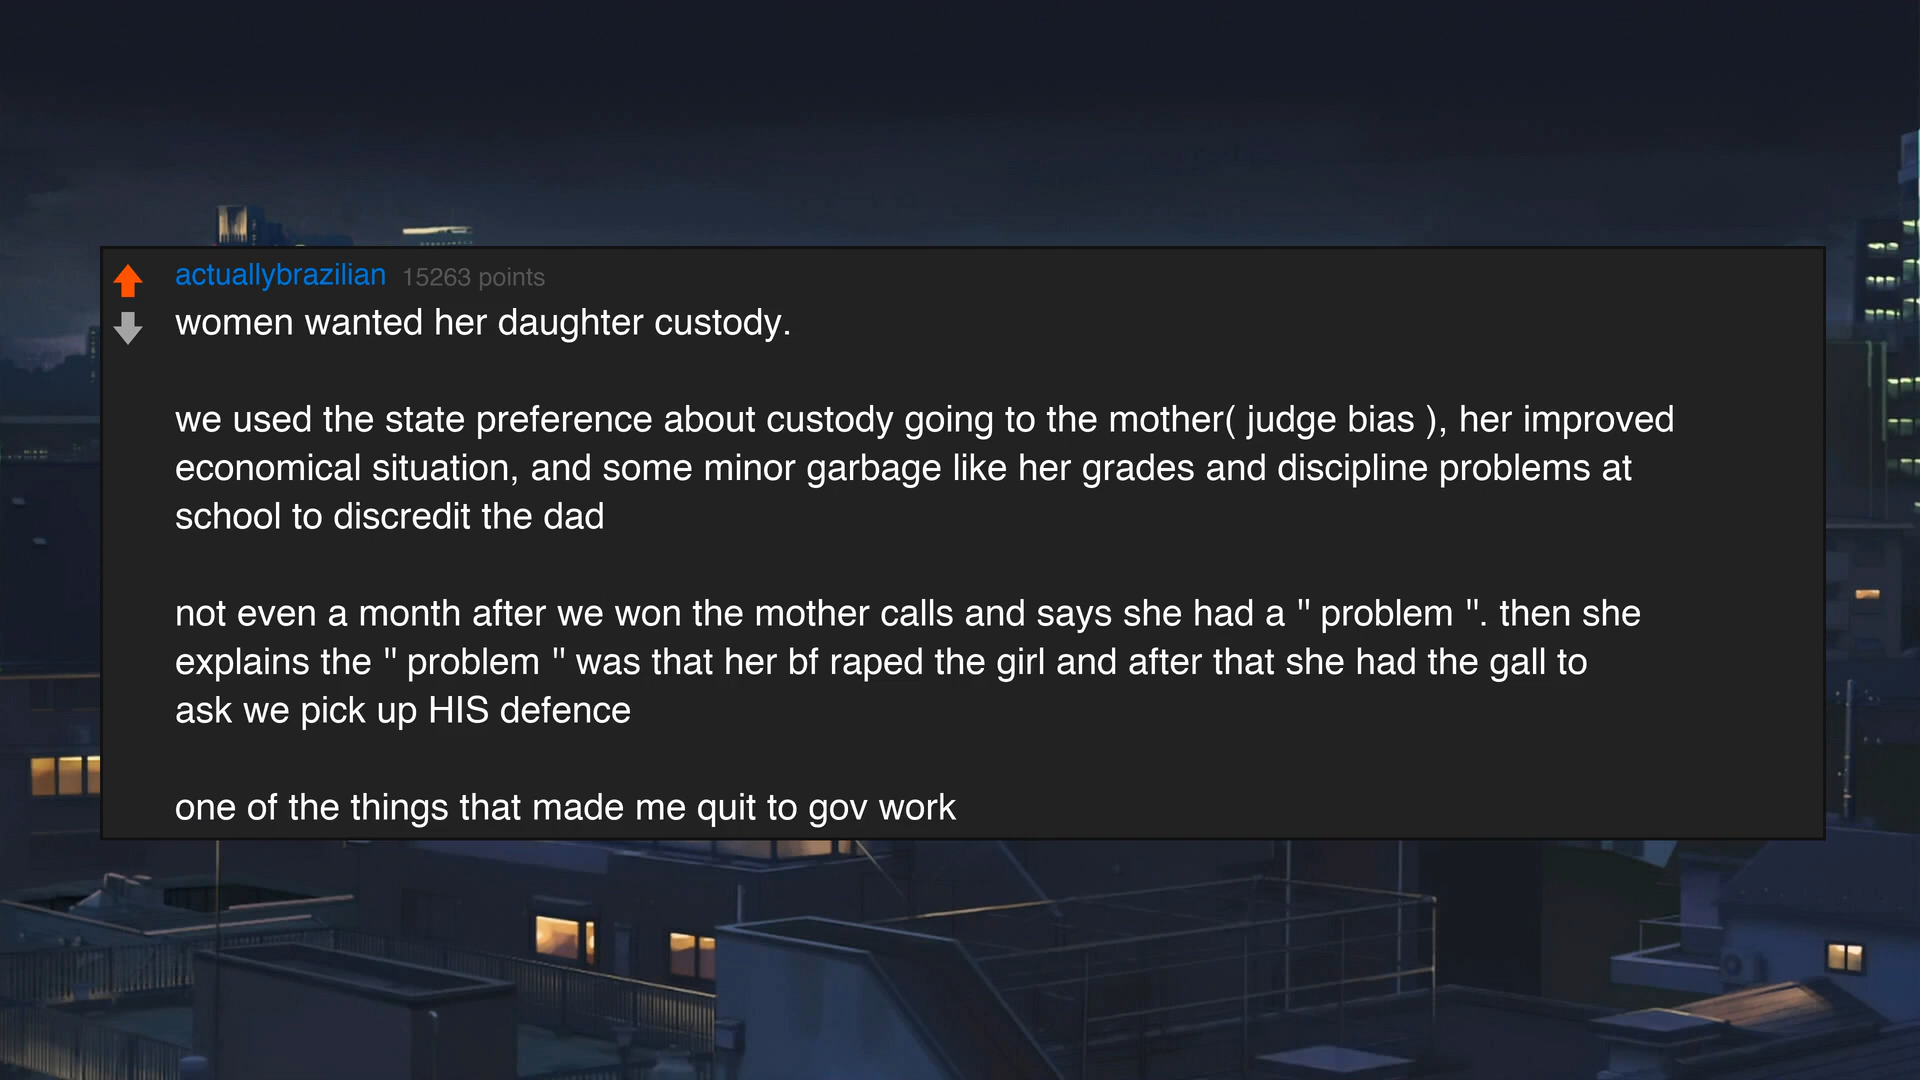 actuallybrazilian 15263 points
women wanted her daughter custody.
we used the state preference about custody going to the mother( judge bias ), her improved
economical situation, and some minor garbage like her grades and discipline problems at
school to discredit the dad
not even a month after we won the mother calls and says she had a " problem ". then she
explains the " problem " was that her bf raped the girl and after that she had the gall to
ask we pick up HIS defence
one of the things that made me quit to gov work